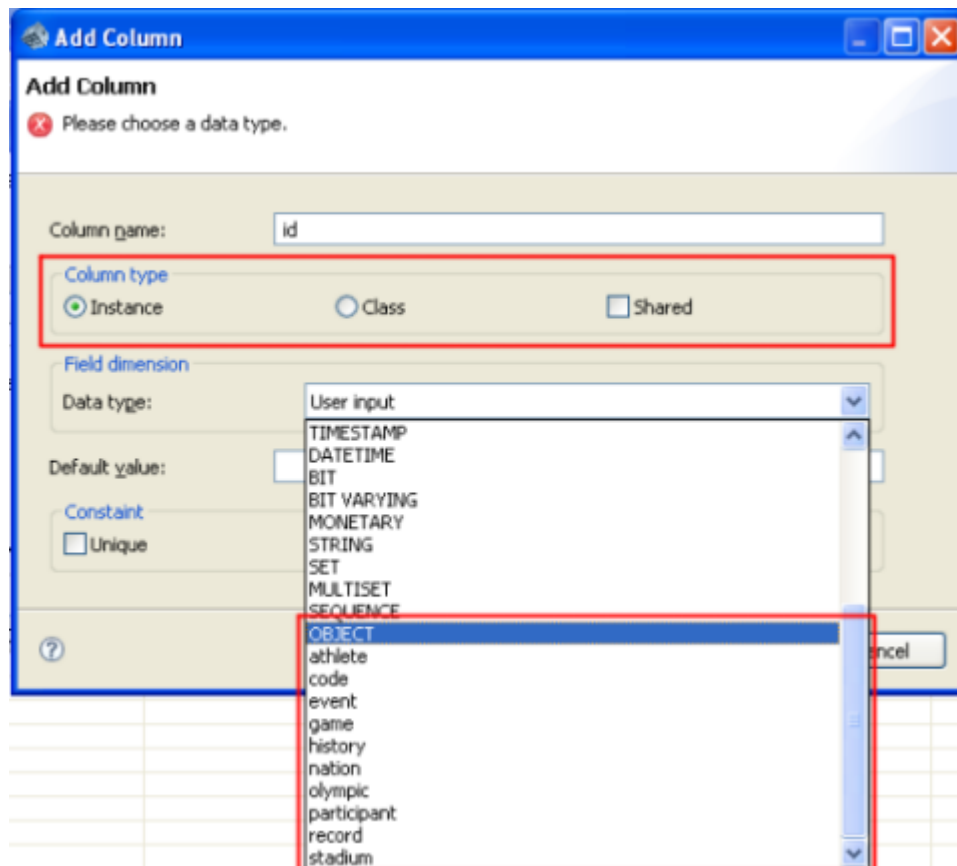 Add Column
Add Column
Please choose a data type.
Column name: id
Column type
Instance Class Shared
Field dimension
Data type: User input
TIMESTAMP
DATETIME
Default value:
BIT
BIT VARYING
MONETARY
Constaint
STRING
Unique
SET
MULTISET
SEQUENCE
OBJECT
athlete
ncel
code
event
game
history
nation
olympic
participant
record
stadium